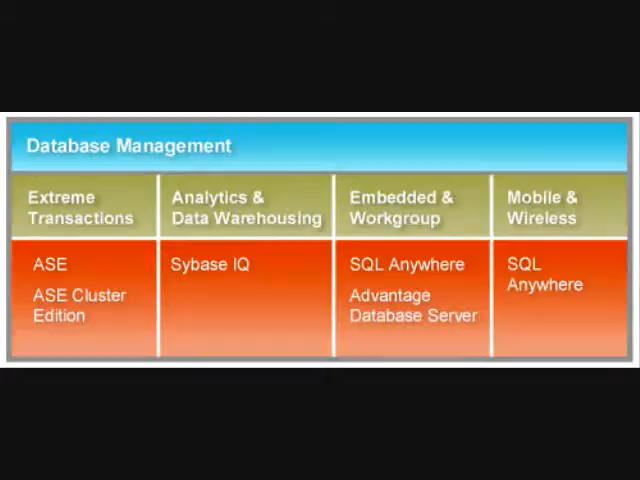 Database Management
Extreme
Transactions
Analytics &
Data Warehousing
Embedded &
Workgroup
Mobile &
Wireless
ASE
ASE Cluster
Edition
Sybase IQ
SQL Anywhere
Advantage
Database Server
SQL
Anywhere